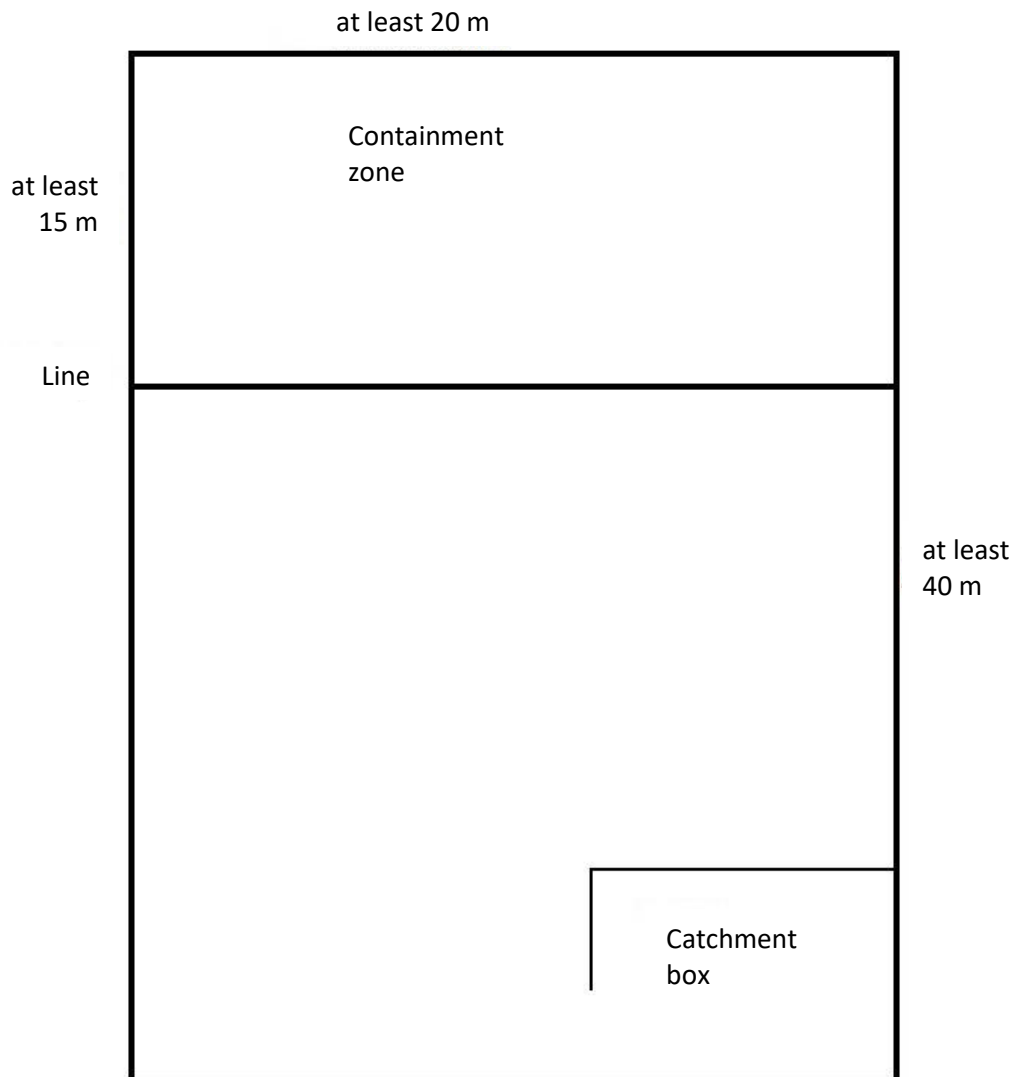 at least 20 m
Containment
zone
at least
15 m
Line
at least
40 m
Catchment
box